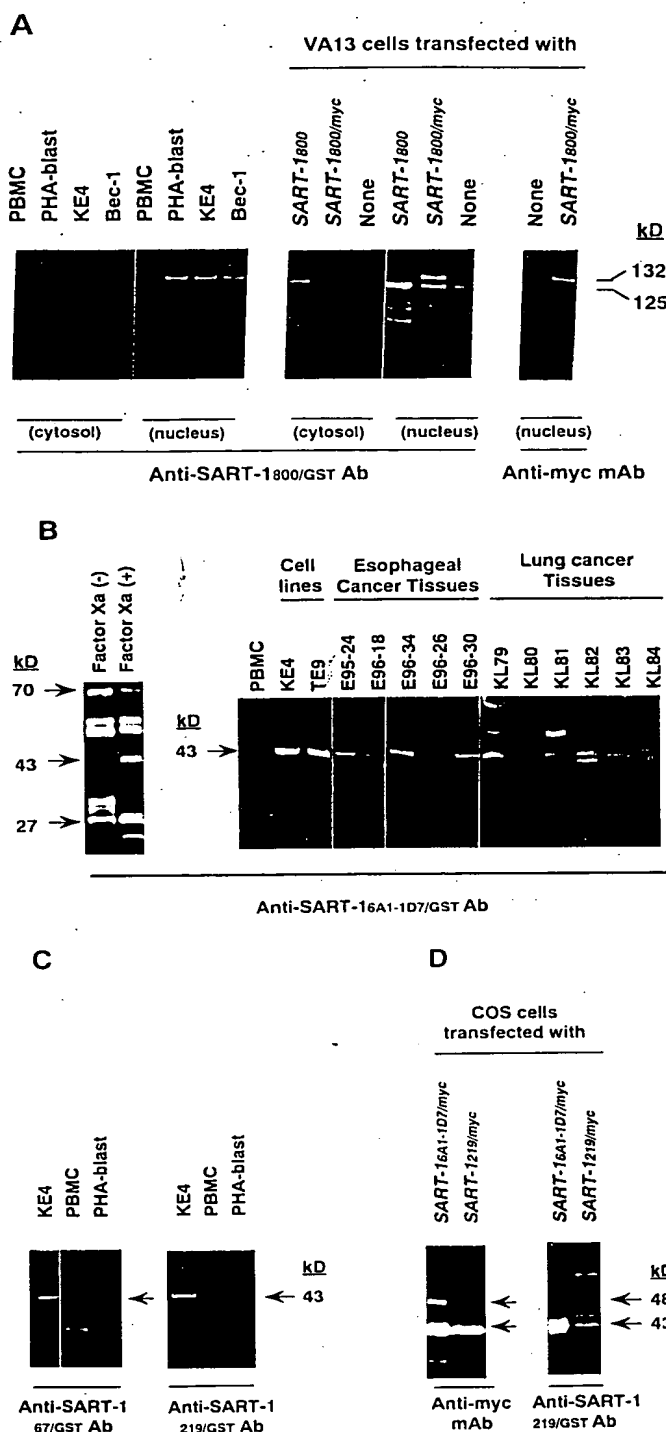 A
VA13 cells transfected with
PBMC
PHA-blast
KE4
Bec-1
PBMC
PHA-blast
KE4
Bec-1
SART-1800
SART-1800/myc
None
SART-1800
SART-1800/myc
None
None
SART-1800/myc
kD
132
125
(cytosol) (nucleus) (cytosol) (nucleus) (nucleus)
Anti-SART-1800/GST Ab Anti-myc mAb
B
Cell lines
Esophageal Cancer Tissues
Lung cancer Tissues
Factor Xa (-)
Factor Xa (+)
PBMC
KE4
TE9
E95-24
E96-18
E96-34
E96-26
E96-30
KL79
KL80
KL81
KL82
KL83
KL84
kD
70
43
27
kD
43
Anti-SART-16A1-1D7/GST Ab
C
KE4
PBMC
PHA-blast
KE4
PBMC
PHA-blast
kD
43
Anti-SART-1
67/GST Ab
Anti-SART-1
219/GST Ab
D
COS cells
transfected with
SART-16A1-1D7/myc
SART-1219/myc
SART-16A1-1D7/myc
SART-1219/myc
kD
48
43
Anti-myc
mAb
Anti-SART-1
219/GST Ab